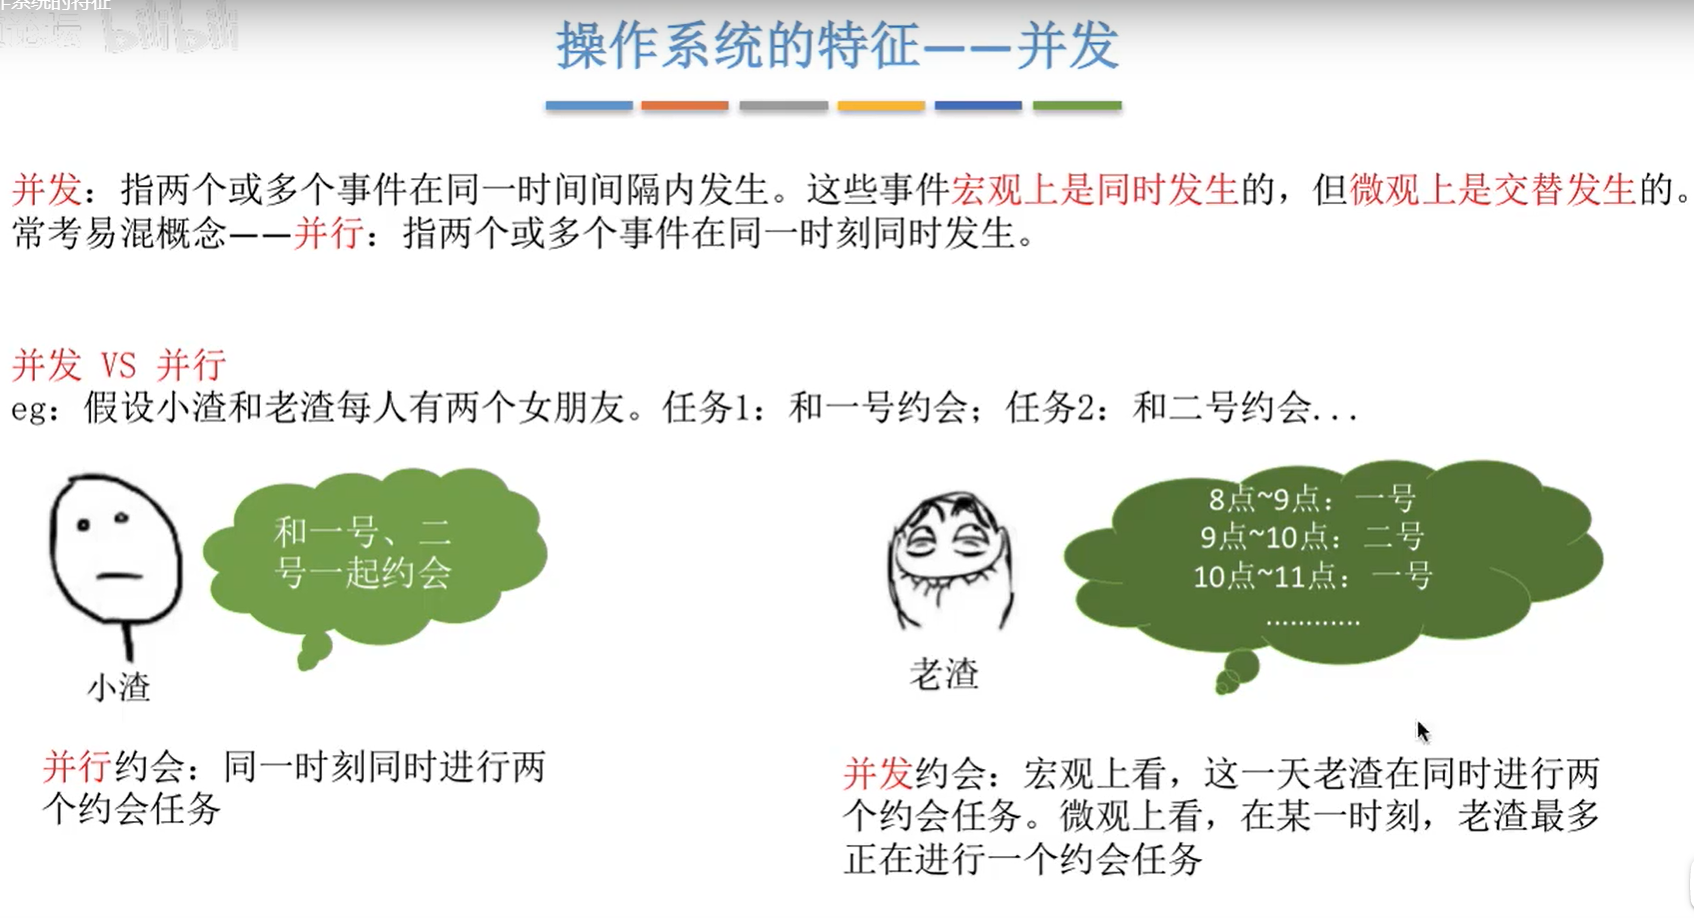 作系统的特征
bilibili
操作系统的特征——并发
并发：指两个或多个事件在同一时间间隔内发生。这些事件宏观上是同时发生的，但微观上是交替发生的。
常考易混概念——并行：指两个或多个事件在同一时刻同时发生。
并发 VS 并行
eg：假设小渣和老渣每人有两个女朋友。任务1：和一号约会；任务2：和二号约会...
和一号、二
号一起约会
小渣
8点~9点： 一号
9点~10点： 二号
10点~11点： 一号
............
老渣
并行约会：同一时刻同时进行两
个约会任务
并发约会：宏观上看，这一天老渣在同时进行两
个约会任务。微观上看，在某一时刻，老渣最多
正在进行一个约会任务